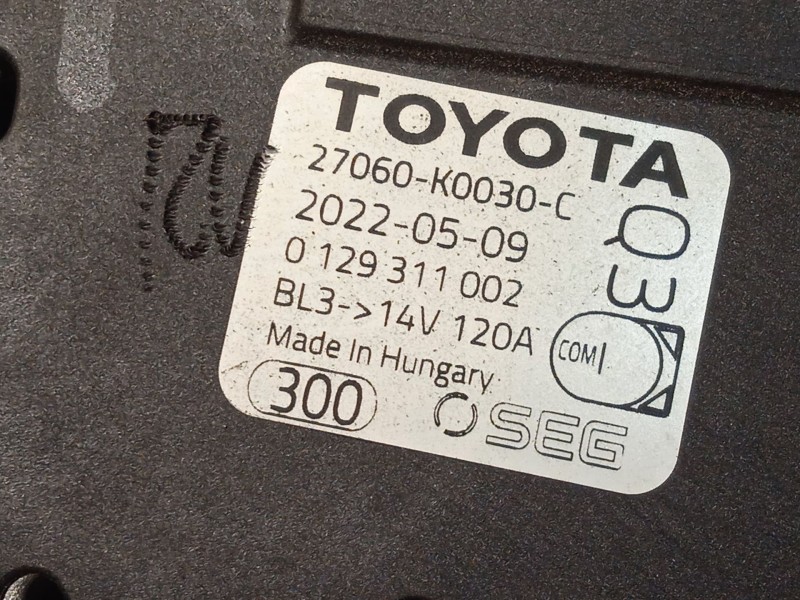 TOYOTA
27060-K0030-C
2022-05-09
0 129 311 002
BL3->14V 120A
Made In Hungary
300
SEG
Q3
COM